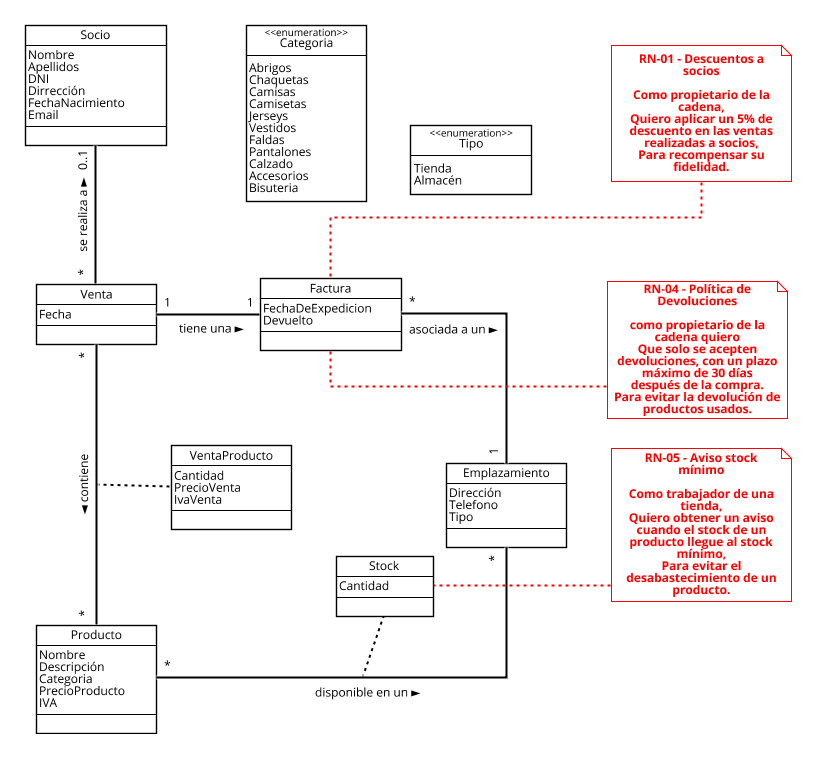 Socio
Nombre
Apellidos
DNI
Dirrección
FechaNacimiento
Email
<<enumeration>>
Categoria
Abrigos
Chaquetas
Camisas
Camisetas
Jerseys
Vestidos
Faldas
Pantalones
Calzado
Accesorios
Bisuteria
<<enumeration>>
Tipo
Tienda
Almacén
RN-01 - Descuentos a
socios
Como propietario de la
cadena,
Quiero aplicar un 5% de
descuento en las ventas
realizadas a socios,
Para recompensar su
fidelidad.
0..1
se realiza a ►
*
Venta
Fecha
1
1
tiene una ►
Factura
FechaDeExpedicion
Devuelto
*
asociada a un ►
1
RN-04 - Política de
Devoluciones
como propietario de la
cadena quiero
Que solo se acepten
devoluciones, con un plazo
máximo de 30 días
después de la compra.
Para evitar la devolución de
productos usados.
*
◄ contiene
*
VentaProducto
Cantidad
PrecioVenta
IvaVenta
Emplazamiento
Dirección
Telefono
Tipo
*
RN-05 - Aviso stock
mínimo
Como trabajador de una
tienda,
Quiero obtener un aviso
cuando el stock de un
producto llegue al stock
mínimo,
Para evitar el
desabastecimiento de un
producto.
Stock
Cantidad
Producto
Nombre
Descripción
Categoria
PrecioProducto
IVA
*
disponible en un ►